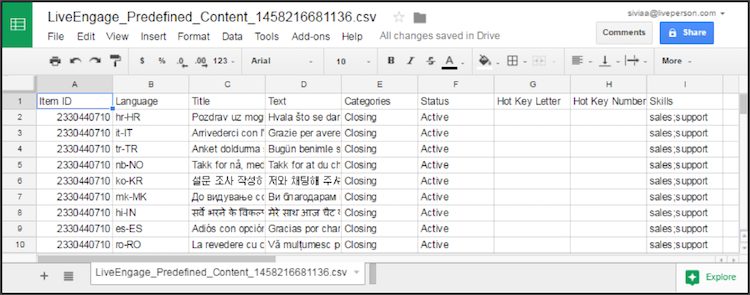 LiveEngage_Predefined_Content_1458216681136.csv
siviaa@liveperson.com
File Edit View Insert Format Data Tools Add-ons Help All changes saved in Drive
Comments Share
$ % .0 .00 123 Arial 10 B I S A More
A B C D E F G H I
1 Item ID Language Title Text Categories Status Hot Key Letter Hot Key Number Skills
2 2330440710 hr-HR Pozdrav uz mog Hvala što se dar Closing Active sales;support
3 2330440710 it-IT Arrivederci con l' Grazie per avere Closing Active sales;support
4 2330440710 tr-TR Anket doldurma Bugün benimle s Closing Active sales;support
5 2330440710 nb-NO Takk for nå, med Takk for at du ch Closing Active sales;support
6 2330440710 ko-KR 설문 조사 작성히 저와 채팅해 주셔 Closing Active sales;support
7 2330440710 mk-MK До видување со Ви благодарам Closing Active sales;support
8 2330440710 hi-IN सर्वे भरने के विकल्प मेरे साथ आज चैट Closing Active sales;support
9 2330440710 es-ES Adiós con opción Gracias por char Closing Active sales;support
10 2330440710 ro-RO La revedere cu o Vă mulțumesc p Closing Active sales;support
LiveEngage_Predefined_Content_1458216681136.csv
Explore